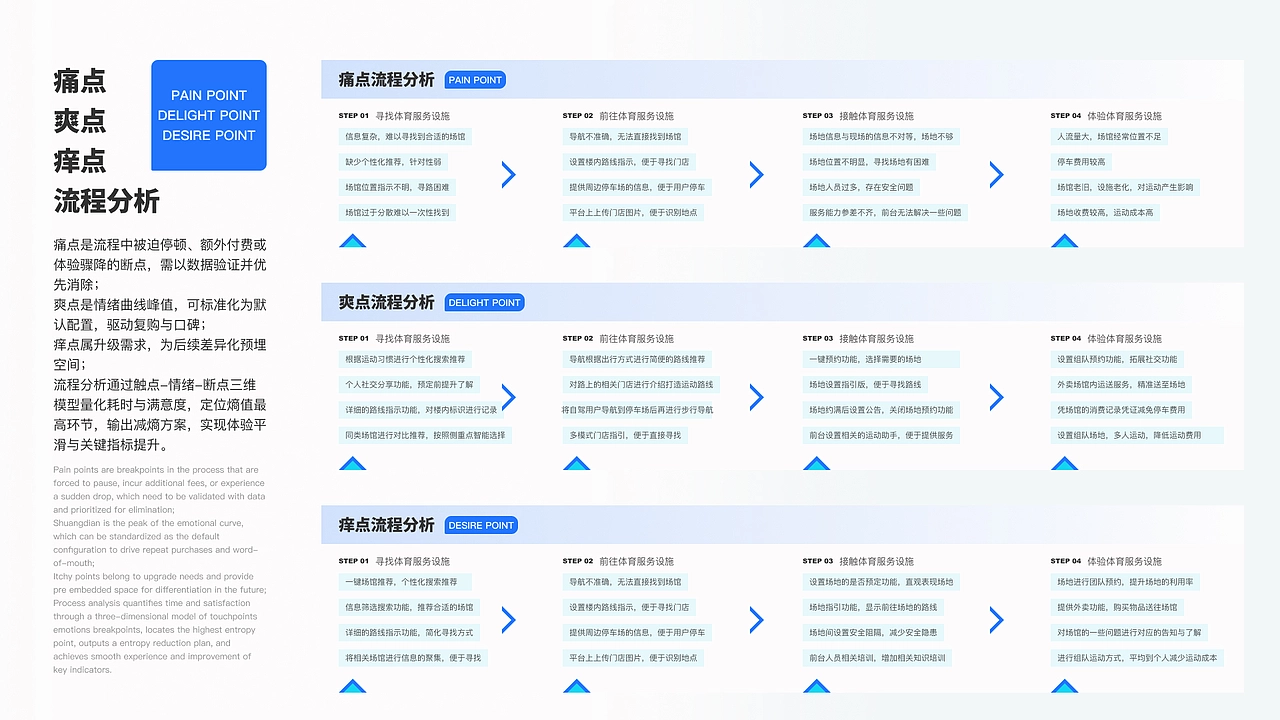 痛点
爽点
痒点
流程分析
PAIN POINT
DELIGHT POINT
DESIRE POINT
痛点是流程中被迫停顿、额外付费或
体验骤降的断点，需以数据验证并优
先消除；
爽点是情绪曲线峰值，可标准化为默
认配置，驱动复购与口碑；
痒点属升级需求，为后续差异化预埋
空间；
流程分析通过触点-情绪-断点三维
模型量化耗时与满意度，定位熵值最
高环节，输出减熵方案，实现体验平
滑与关键指标提升。
Pain points are breakpoints in the process that are
forced to pause, incur additional fees, or experience
a sudden drop, which need to be validated with data
and prioritized for elimination;
Shuangdian is the peak of the emotional curve,
which can be standardized as the default
configuration to drive repeat purchases and word-
of-mouth;
Itchy points belong to upgrade needs and provide
pre embedded space for differentiation in the future;
Process analysis quantifies time and satisfaction
through a three-dimensional model of touchpoints
emotions breakpoints, locates the highest entropy
point, outputs a entropy reduction plan, and
achieves smooth experience and improvement of
key indicators.
痛点流程分析 PAIN POINT
STEP 01 寻找体育服务设施
信息复杂，难以寻找到合适的场馆
缺少个性化推荐，针对性弱
场馆位置指示不明，寻路困难
场馆过于分散难以一次性找到
STEP 02 前往体育服务设施
导航不准确，无法直接找到场馆
设置楼内路线指示，便于寻找门店
提供周边停车场的信息，便于用户停车
平台上上传门店图片，便于识别地点
STEP 03 接触体育服务设施
场地信息与现场的信息不对等，场地不够
场地位置不明显，寻找场地有困难
场地人员过多，存在安全问题
服务能力参差不齐，前台无法解决一些问题
STEP 04 体验体育服务设施
人流量大，场馆经常位置不足
停车费用较高
场馆老旧，设施老化，对运动产生影响
场地收费较高，运动成本高
爽点流程分析 DELIGHT POINT
STEP 01 寻找体育服务设施
根据运动习惯进行个性化搜索推荐
个人社交分享功能，预定前提升了解
详细的路线指示功能，对楼内标识进行记录
同类场馆进行对比推荐，按照侧重点智能选择
STEP 02 前往体育服务设施
导航根据出行方式进行简便的路线推荐
对路上的相关门店进行介绍打造运动路线
将自驾用户导航到停车场后再进行步行导航
多模式门店指引，便于直接寻找
STEP 03 接触体育服务设施
一键预约功能，选择需要的场地
场地设置指引版，便于寻找路线
场地约满后设置公告，关闭场地预约功能
前台设置相关的运动助手，便于提供服务
STEP 04 体验体育服务设施
设置组队预约功能，拓展社交功能
外卖场馆内运送服务，精准送至场地
凭场馆的消费记录凭证减免停车费用
设置组队场地，多人运动，降低运动费用
痒点流程分析 DESIRE POINT
STEP 01 寻找体育服务设施
一键场馆推荐，个性化搜索推荐
信息筛选搜索功能，推荐合适的场馆
详细的路线指示功能，简化寻找方式
将相关场馆进行信息的聚集，便于寻找
STEP 02 前往体育服务设施
导航不准确，无法直接找到场馆
设置楼内路线指示，便于寻找门店
提供周边停车场的信息，便于用户停车
平台上上传门店图片，便于识别地点
STEP 03 接触体育服务设施
设置场地的是否预定功能，直观表现场地
场地指引功能，显示前往场地的路线
场地间设置安全阻隔，减少安全隐患
前台人员相关培训，增加相关知识培训
STEP 04 体验体育服务设施
场地进行团队预约，提升场地的利用率
提供外卖功能，购买物品送往场馆
对场馆的一些问题进行对应的告知与了解
进行组队运动方式，平均到个人减少运动成本